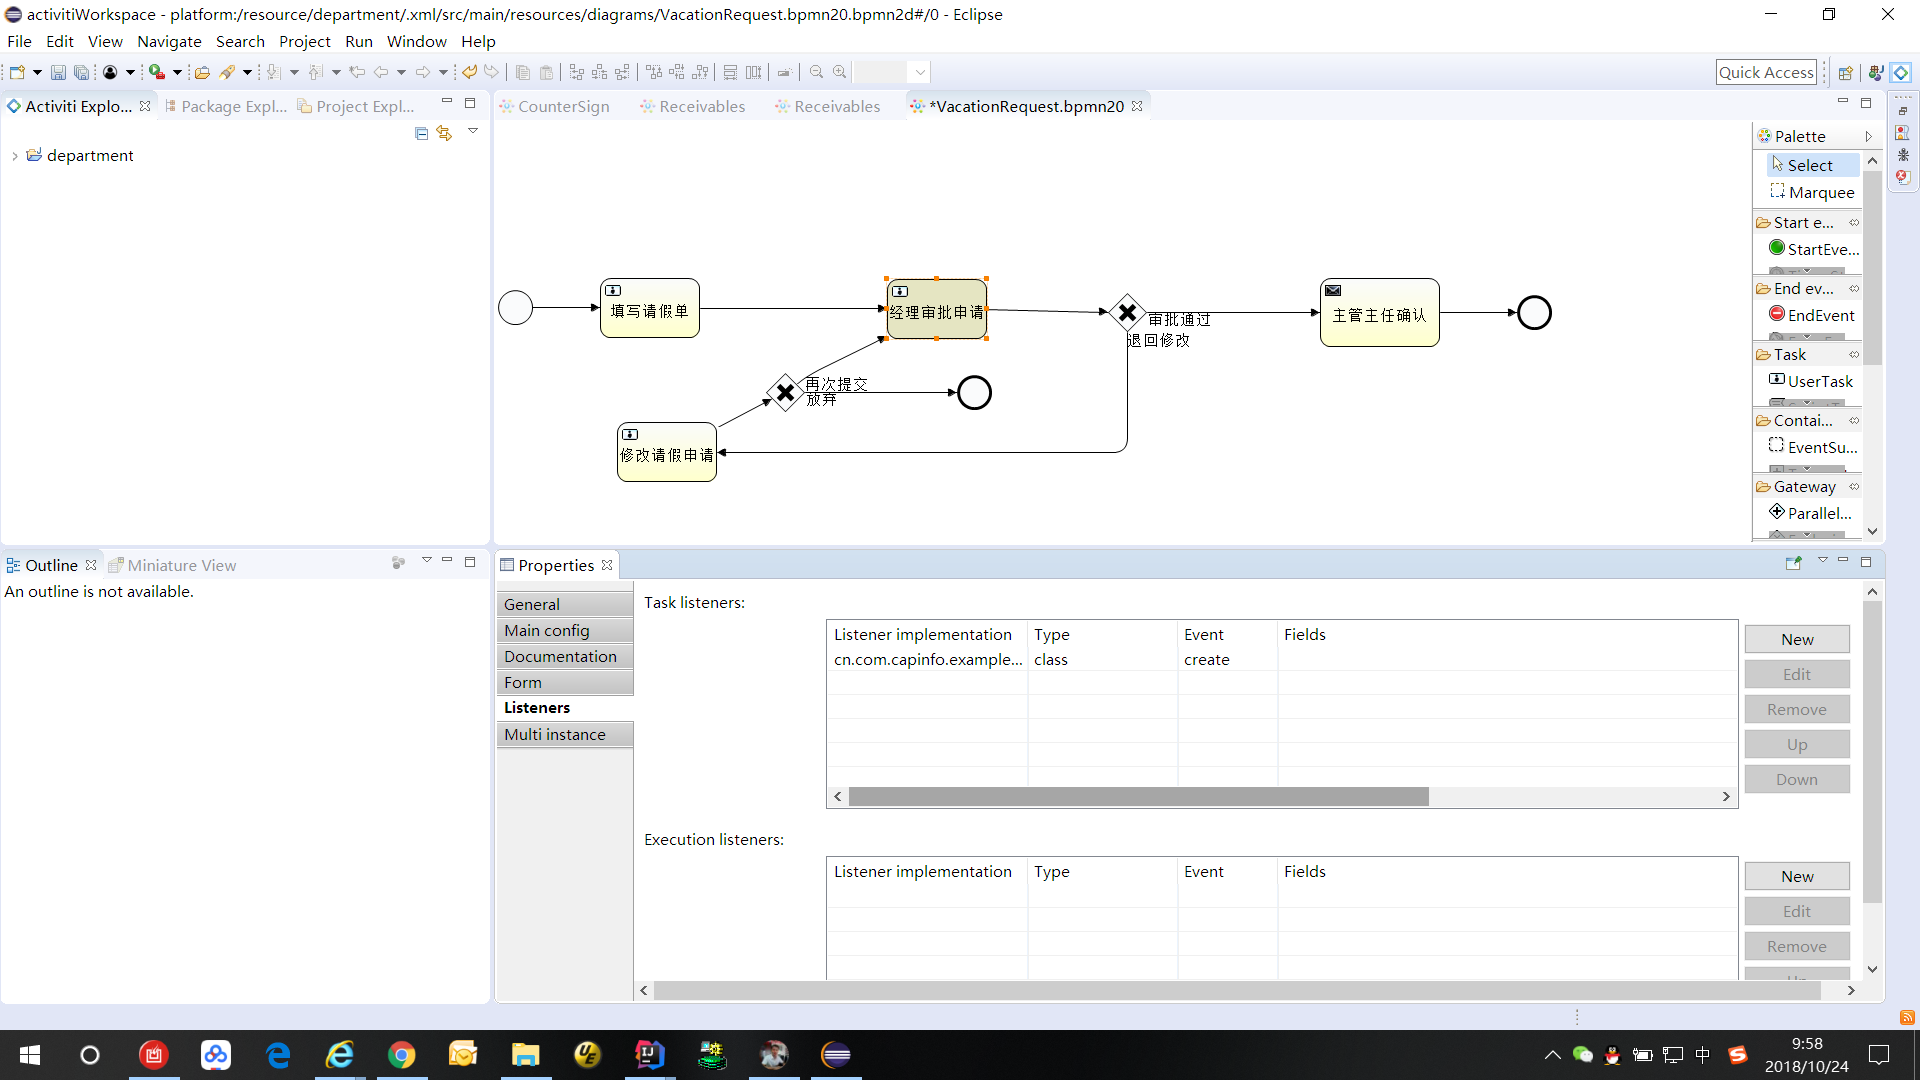 activitiWorkspace - platform:/resource/department/.xml/src/main/resources/diagrams/VacationRequest.bpmn20.bpmn2d#/0 - Eclipse
File Edit View Navigate Search Project Run Window Help
Quick Access
Activiti Explo... Package Expl... Project Expl...
CounterSign Receivables Receivables *VacationRequest.bpmn20
department
填写请假单
经理审批申请
审批通过
退回修改
主管主任确认
再次提交
放弃
修改请假申请
Palette
Select
Marquee
Start e...
StartEve...
End ev...
EndEvent
Task
UserTask
Contai...
EventSu...
Gateway
Parallel...
Outline Miniature View
An outline is not available.
Properties
General
Main config
Documentation
Form
Listeners
Multi instance
Task listeners:
Listener implementation Type Event Fields
cn.com.capinfo.example... class create
New
Edit
Remove
Up
Down
Execution listeners:
Listener implementation Type Event Fields
New
Edit
Remove
中
9:58
2018/10/24